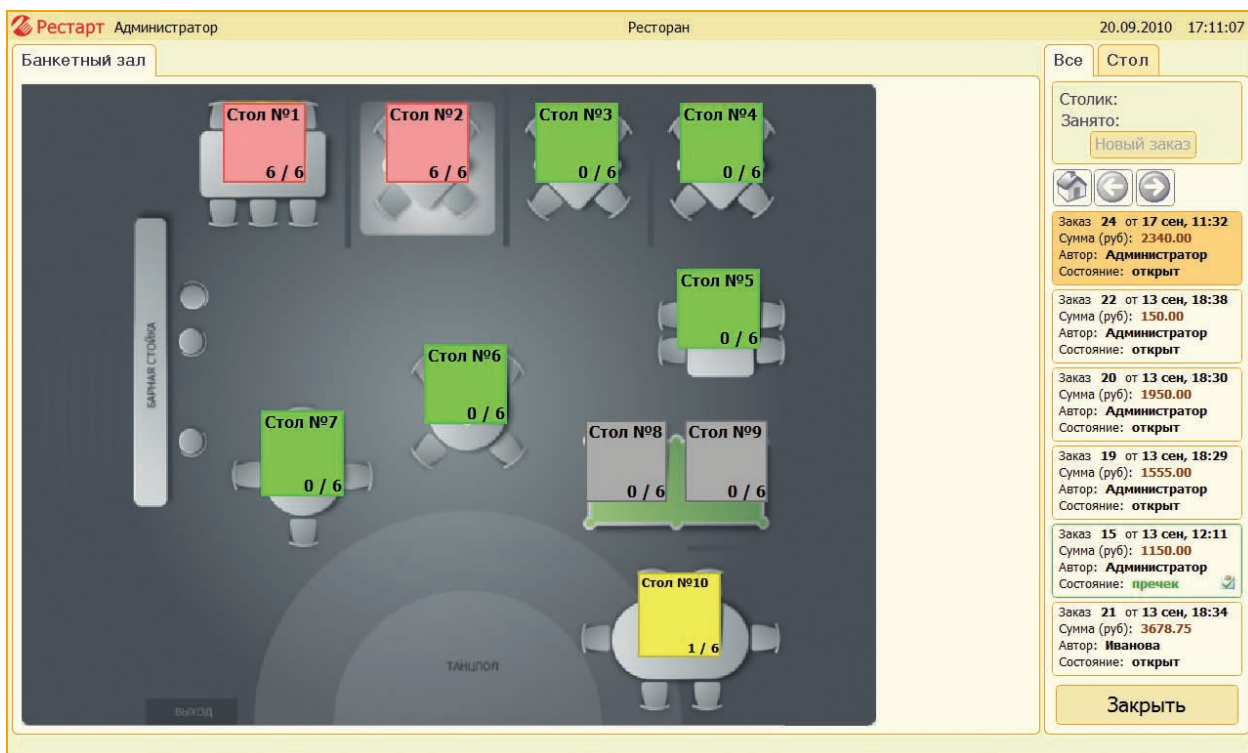 Рестарт Администратор Ресторан 20.09.2010 17:11:07
Банкетный зал
Все Стол
Столик:
Занято:
Новый заказ
Стол №1
6 / 6
Стол №2
6 / 6
Стол №3
0 / 6
Стол №4
0 / 6
Стол №5
0 / 6
Стол №6
0 / 6
Стол №7
0 / 6
Стол №8
0 / 6
Стол №9
0 / 6
Стол №10
1 / 6
БАРНАЯ СТОЙКА
ТАНЦПОЛ
ВЫХОД
Заказ 24 от 17 сен, 11:32
Сумма (руб): 2340.00
Автор: Администратор
Состояние: открыт
Заказ 22 от 13 сен, 18:38
Сумма (руб): 150.00
Автор: Администратор
Состояние: открыт
Заказ 20 от 13 сен, 18:30
Сумма (руб): 1950.00
Автор: Администратор
Состояние: открыт
Заказ 19 от 13 сен, 18:29
Сумма (руб): 1555.00
Автор: Администратор
Состояние: открыт
Заказ 15 от 13 сен, 12:11
Сумма (руб): 1150.00
Автор: Администратор
Состояние: пречек
Заказ 21 от 13 сен, 18:34
Сумма (руб): 3678.75
Автор: Иванова
Состояние: открыт
Закрыть